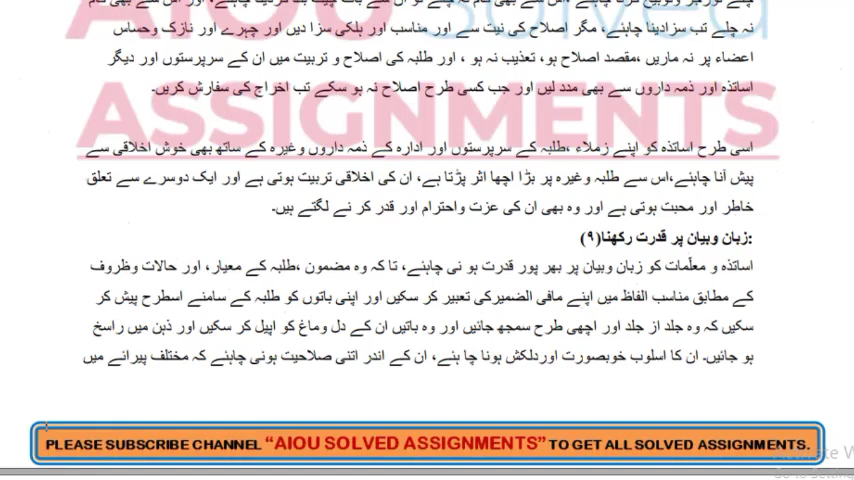 نہ چلے تب سزادینا چاہئے، مگر اصلاح کی نیت سے اور مناسب اور ہلکی سزا دیں اور چہرے اور نازک وحساس
اعضاء پر نہ ماریں ،مقصد اصلاح ہو، تعذیب نہ ہو ، اور طلبہ کی اصلاح و تربیت میں ان کے سرپرستوں اور دیگر
اساتذہ اور ذمہ داروں سے بھی مدد لیں اور جب کسی طرح اصلاح نہ ہو سکے تب اخراج کی سفارش کریں۔
AIOU Solved
ASSIGNMENTS
اسی طرح اساتذہ کو اپنے زملاء ،طلبہ کے سرپرستوں اور ادارہ کے ذمہ داروں وغیرہ کے ساتھ بھی خوش اخلاقی سے
پیش آنا چاہئے،اس سے طلبہ وغیرہ پر بڑا اچھا اثر پڑتا ہے، ان کی اخلاقی تربیت ہوتی ہے اور ایک دوسرے سے تعلق
خاطر اور محبت ہوتی ہے اور وہ بھی ان کی عزت واحترام اور قدر کر نے لگتے ہیں۔
:زبان وبیان پر قدرت رکھنا(۹)
اساتذہ و معلّمات کو زبان وبیان پر بھر پور قدرت ہو نی چاہئے، تا کہ وہ مضمون ،طلبہ کے معیار، اور حالات وظروف
کے مطابق مناسب الفاظ میں اپنے مافی الضمیرکی تعبیر کر سکیں اور اپنی باتوں کو طلبہ کے سامنے اسطرح پیش کر
سکیں کہ وہ جلد از جلد اور اچھی طرح سمجھ جائیں اور وہ باتیں ان کے دل وماغ کو اپیل کر سکیں اور ذہن میں راسخ
ہو جائیں۔ ان کا اسلوب خوبصورت اوردلکش ہونا چا ہئے، ان کے اندر اتنی صلاحیت ہونی چاہئے کہ مختلف پیرائے میں
PLEASE SUBSCRIBE CHANNEL “AIOU SOLVED ASSIGNMENTS” TO GET ALL SOLVED ASSIGNMENTS.